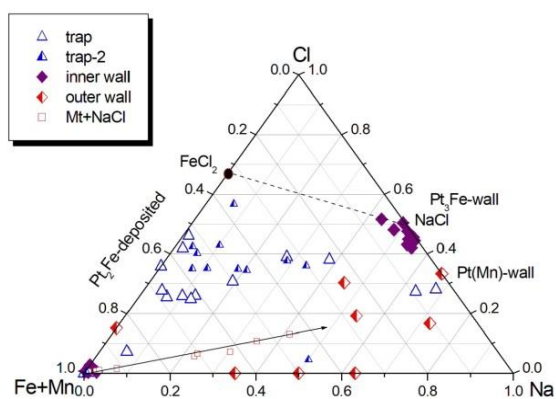 trap
trap-2
inner wall
outer wall
Mt+NaCl
Cl
0.0 1.0
0.2 0.8
FeCl2
0.4 0.6
Pt3Fe-wall
NaCl
Pt2Fe-deposited
0.6 0.4
Pt(Mn)-wall
0.8 0.2
1.0 0.0
Fe+Mn 0.0 0.2 0.4 0.6 0.8 1.0 Na